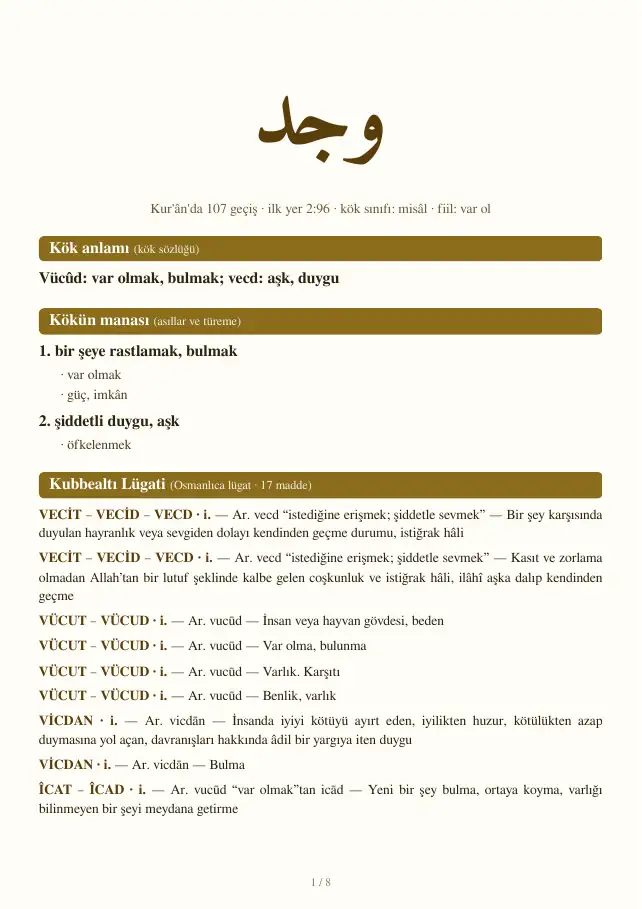 وجد
Kur'ân'da 107 geçiş · ilk yer 2:96 · kök sınıfı: misâl · fiil: var ol
Kök anlamı (kök sözlüğü)
Vücûd: var olmak, bulmak; vecd: aşk, duygu
Kökün manası (asıllar ve türeme)
1. bir şeye rastlamak, bulmak
· var olmak
· güç, imkân
2. şiddetli duygu, aşk
· öfkelenmek
Kubbealtı Lügati (Osmanlıca lügat · 17 madde)
VECİT – VECİD – VECD · i. — Ar. vecd “istediğine erişmek; şiddetle sevmek” — Bir şey karşısında
duyulan hayranlık veya sevgiden dolayı kendinden geçme durumu, istiğrak hâli
VECİT – VECİD – VECD · i. — Ar. vecd “istediğine erişmek; şiddetle sevmek” — Kasıt ve zorlama
olmadan Allah’tan bir lutuf şeklinde kalbe gelen coşkunluk ve istiğrak hâli, ilâhî aşka dalıp kendinden
geçme
VÜCUT – VÜCUD · i. — Ar. vucūd — İnsan veya hayvan gövdesi, beden
VÜCUT – VÜCUD · i. — Ar. vucūd — Var olma, bulunma
VÜCUT – VÜCUD · i. — Ar. vucūd — Varlık. Karşıtı
VÜCUT – VÜCUD · i. — Ar. vucūd — Benlik, varlık
VİCDAN · i. — Ar. vicdān — İnsanda iyiyi kötüyü ayırt eden, iyilikten huzur, kötülükten azap
duymasına yol açan, davranışları hakkında âdil bir yargıya iten duygu
VİCDAN · i. — Ar. vicdān — Bulma
ÎCAT – ÎCAD · i. — Ar. vucūd “var olmak”tan icād — Yeni bir şey bulma, ortaya koyma, varlığı
bilinmeyen bir şeyi meydana getirme
1 / 8